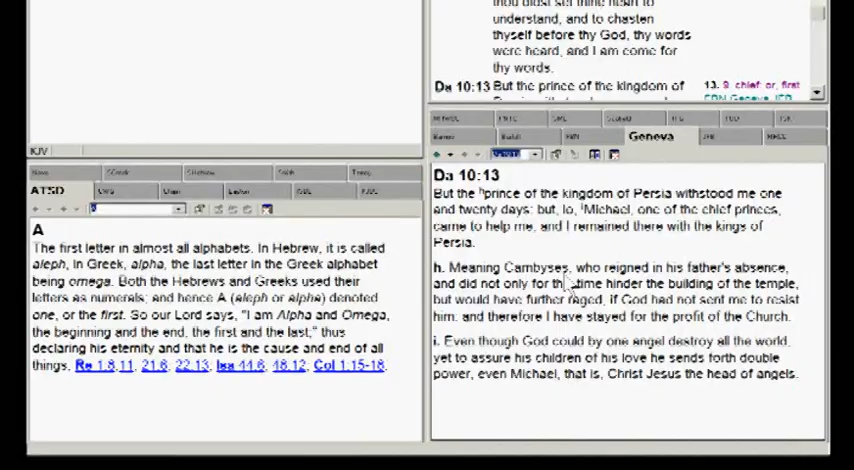 thou didst set thine heart to
understand, and to chasten
thyself before thy God, thy words
were heard, and I am come for
thy words.
Da 10:13 But the prince of the kingdom of
13. 9. chief: or, first
KJV
ATSD
Easton
Smith
A
The first letter in almost all alphabets. In Hebrew, it is called
aleph, in Greek, alpha, the last letter in the Greek alphabet
being omega. Both the Hebrews and Greeks used their
letters as numerals; and hence A (aleph or alpha) denoted
one, or the first. So our Lord says, "I am Alpha and Omega,
the beginning and the end, the first and the last;" thus
declaring his eternity and that he is the cause and end of all
things, Re 1:8,11, 21:6, 22:13, Isa 44:6, 48:12, Col 1:15-18.
Geneva
Da 10:13
But the hprince of the kingdom of Persia withstood me one
and twenty days: but, lo, iMichael, one of the chief princes,
came to help me, and I remained there with the kings of
Persia.
h. Meaning Cambyses, who reigned in his father's absence,
and did not only for this time hinder the building of the temple,
but would have further raged, if God had not sent me to resist
him: and therefore I have stayed for the profit of the Church.
i. Even though God could by one angel destroy all the world,
yet to assure his children of his love he sends forth double
power, even Michael, that is, Christ Jesus the head of angels.